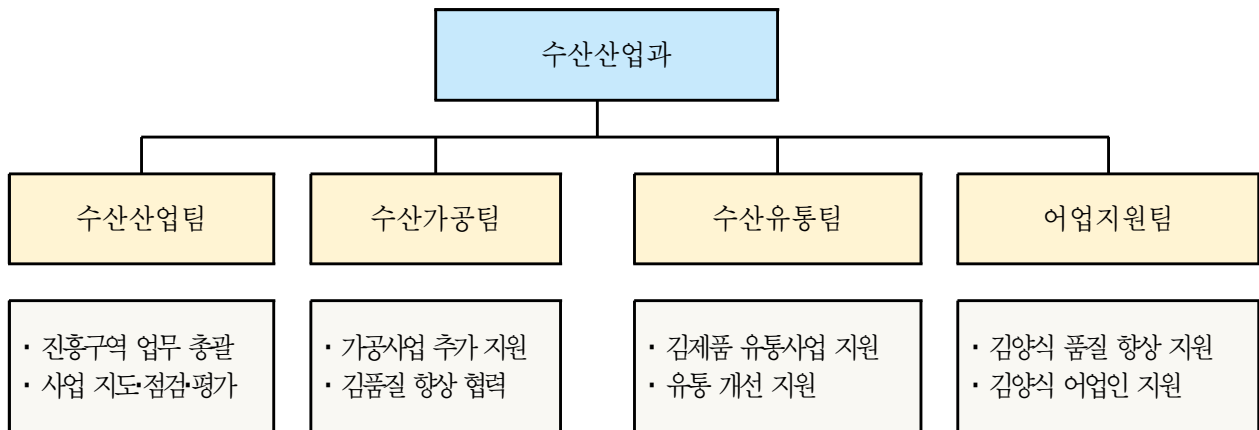 수산산업과
수산산업팀
수산가공팀
수산유통팀
어업지원팀
· 진흥구역 업무 총괄
· 사업 지도·점검·평가
· 가공사업 추가 지원
· 김품질 향상 협력
· 김제품 유통사업 지원
· 유통 개선 지원
· 김양식 품질 향상 지원
· 김양식 어업인 지원